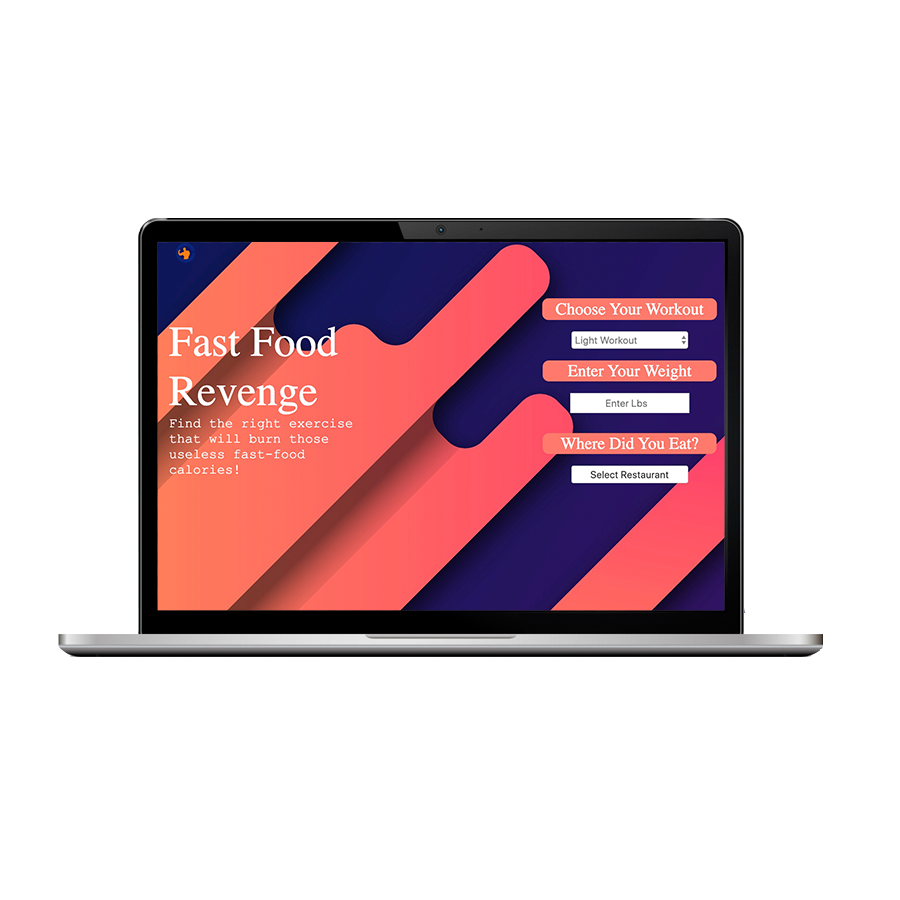 Fast Food
Revenge
Find the right exercise
that will burn those
useless fast-food
calories!
Choose Your Workout
Light Workout
Enter Your Weight
Enter Lbs
Where Did You Eat?
Select Restaurant